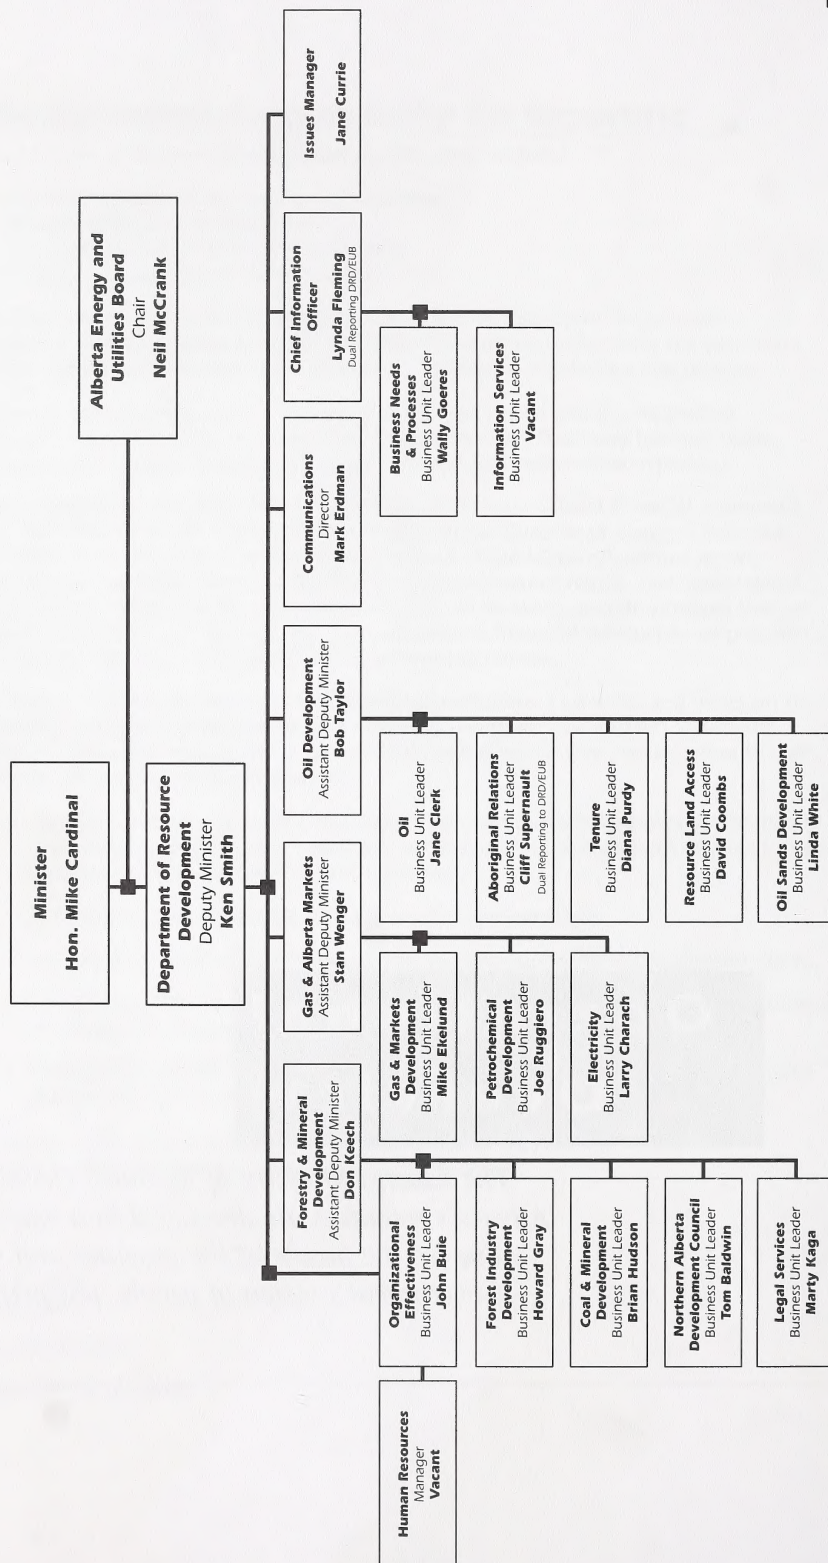 Minister
Hon. Mike Cardinal
Alberta Energy and
Utilities Board
Chair
Neil McCrank
Department of Resource
Development
Deputy Minister
Ken Smith
Forestry & Mineral
Development
Assistant Deputy Minister
Don Keech
Gas & Alberta Markets
Assistant Deputy Minister
Stan Wenger
Oil Development
Assistant Deputy Minister
Bob Taylor
Communications
Director
Mark Erdman
Chief Information
Officer
Lynda Fleming
Dual Reporting DRD/EUB
Issues Manager
Jane Currie
Human Resources
Manager
Vacant
Organizational
Effectiveness
Business Unit Leader
John Buie
Forest Industry
Development
Business Unit Leader
Howard Gray
Coal & Mineral
Development
Business Unit Leader
Brian Hudson
Northern Alberta
Development Council
Business Unit Leader
Tom Baldwin
Legal Services
Business Unit Leader
Marty Kaga
Gas & Markets
Development
Business Unit Leader
Mike Ekelund
Petrochemical
Development
Business Unit Leader
Joe Ruggiero
Electricity
Business Unit Leader
Larry Charach
Oil
Business Unit Leader
Jane Clerk
Aboriginal Relations
Business Unit Leader
Cliff Supernault
Dual Reporting to DRD/EUB
Tenure
Business Unit Leader
Diana Purdy
Resource Land Access
Business Unit Leader
David Coombs
Oil Sands Development
Business Unit Leader
Linda White
Business Needs
& Processes
Business Unit Leader
Wally Goeres
Information Services
Business Unit Leader
Vacant